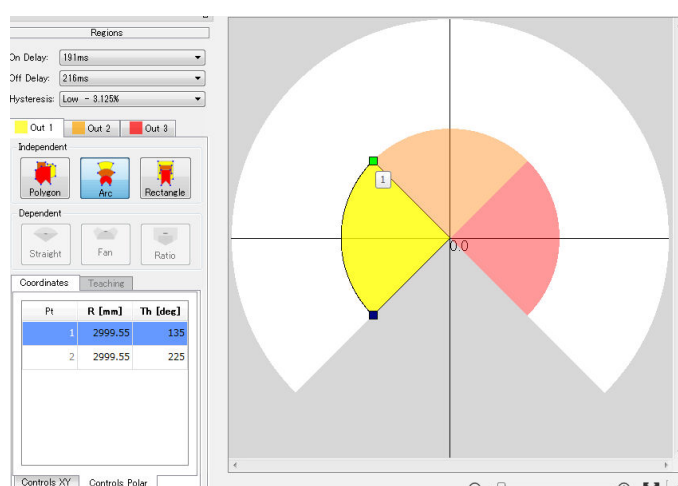 Regions
On Delay: 191ms
Off Delay: 216ms
Hysteresis: Low - 3.125%
Out 1 Out 2 Out 3
Independent
Polygon Arc Rectangle
Dependent
Straight Fan Ratio
Coordinates Teaching
Pt R [mm] Th [deg]
1 2999.55 135
2 2999.55 225
Controls XY Controls Polar
1
0.0